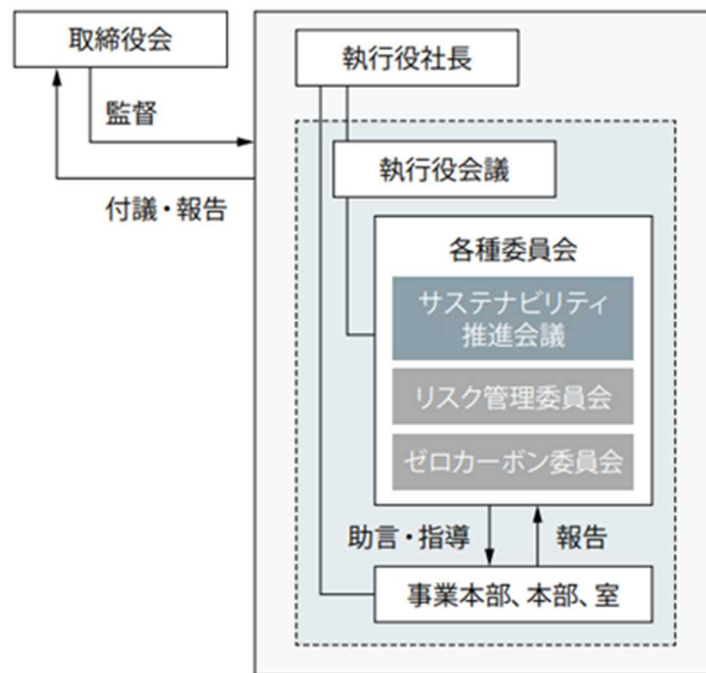 取締役会
執行役社長
監督
執行役会議
付議・報告
各種委員会
サステナビリティ
推進会議
リスク管理委員会
ゼロカーボン委員会
助言・指導
報告
事業本部、本部、室